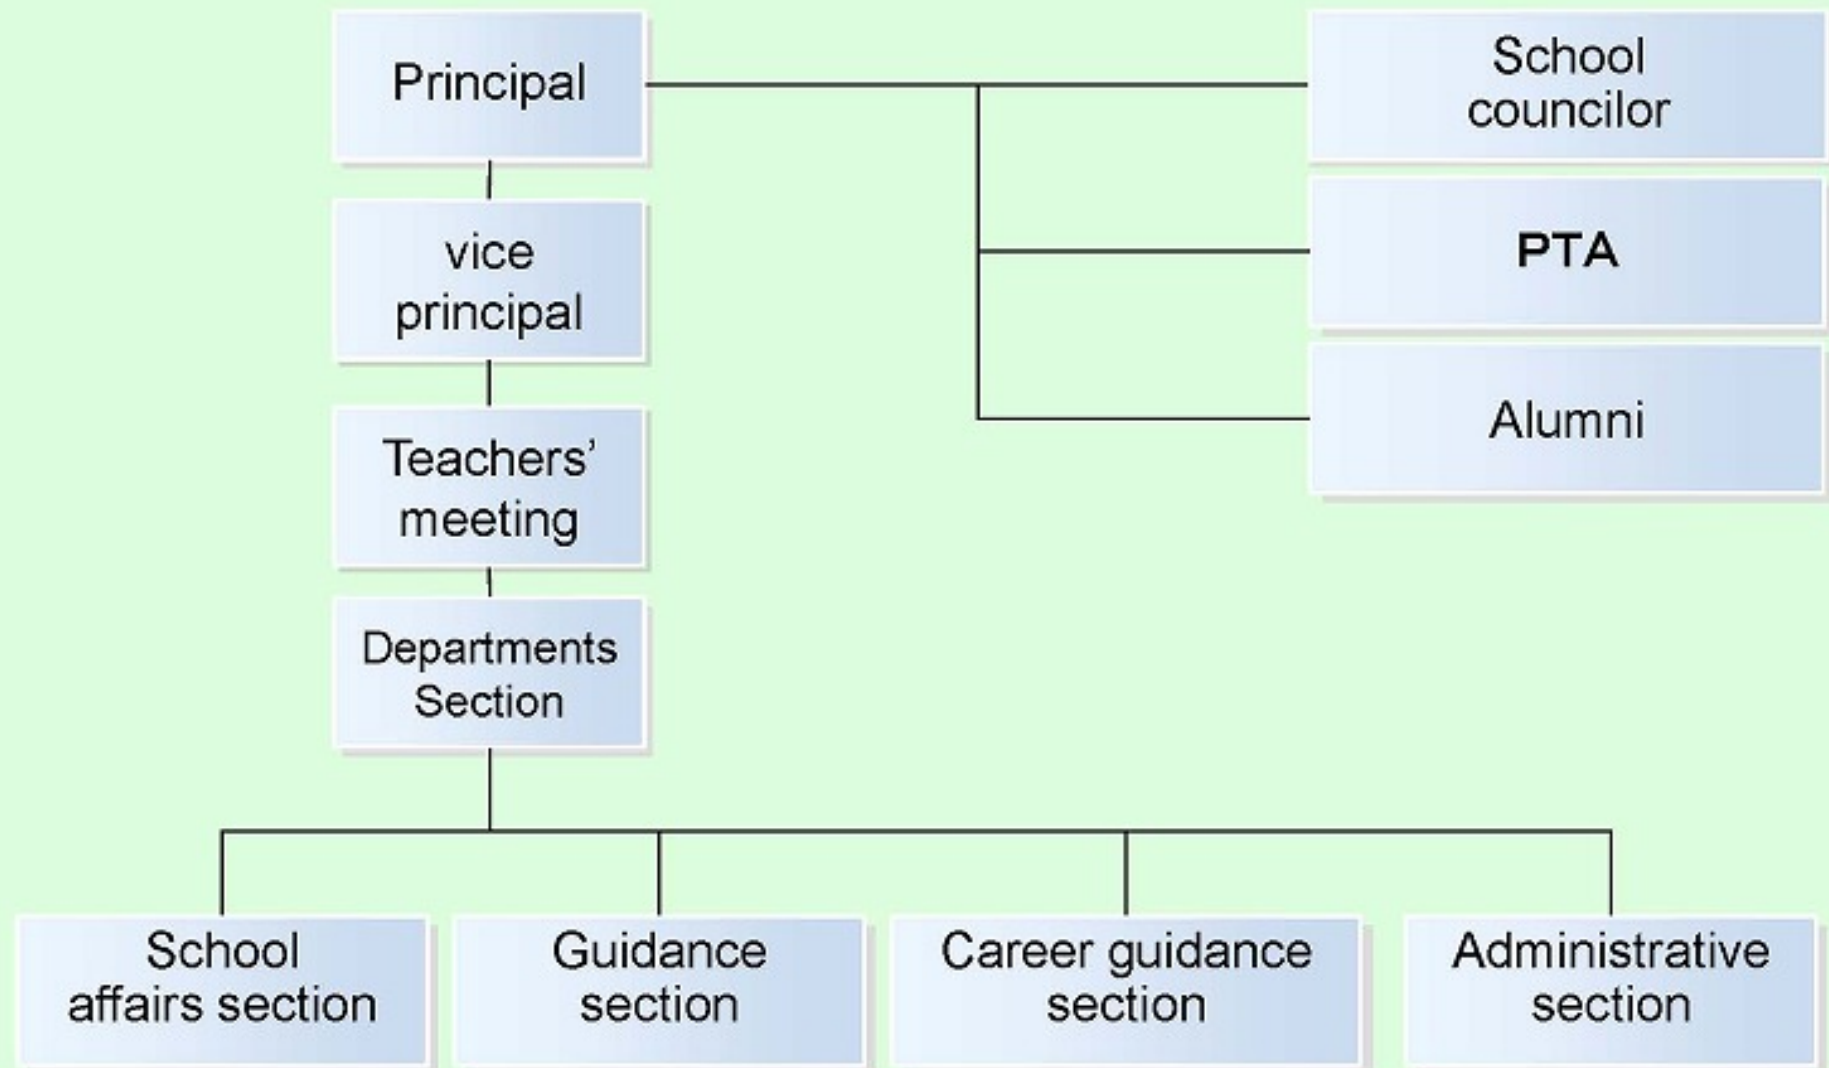 Principal
School
councilor
vice
principal
PTA
Teachers’
meeting
Alumni
Departments
Section
School
affairs section
Guidance
section
Career guidance
section
Administrative
section